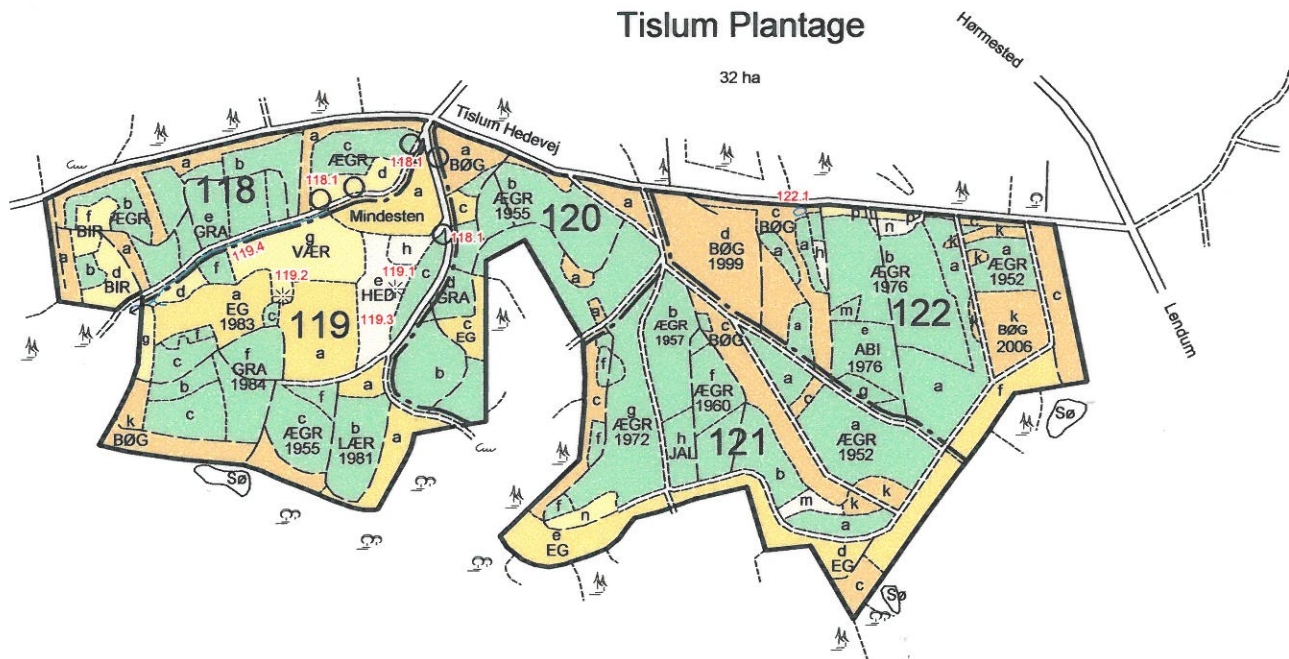 Tislum Plantage
32 ha
Hørmested
Lendum
Tislum Hedevej
a
b
118
c
ÆGR
d
118.1
118.1
a
BØG
a
Mindesten
f
BIR
b
ÆGR
a
e
GRA
a
b
d
BIR
119.4
f
g
VÆR
h
118.1
119.1
e
HED
119.2
c
119.3
c
d
GRA
c
EG
b
d
a
EG
1983
119
a
g
c
b
c
f
GRA
1984
f
a
k
BØG
c
ÆGR
1955
b
LÆR
1981
a
Sø
c
b
ÆGR
1955
120
a
a
a
d
BØG
1999
c
BØG
122.1
a
a
h
p
n
p
b
ÆGR
1976
122
m
e
ABI
1976
g
a
a
c
k
k
k
a
ÆGR
1952
k
k
BØG
2006
c
f
Sø
b
ÆGR
1957
c
BØG
a
a
c
f
c
f
g
ÆGR
1972
f
ÆGR
1960
h
JAL
121
b
a
ÆGR
1952
m
k
k
a
f
n
e
EG
d
EG
c
Sø